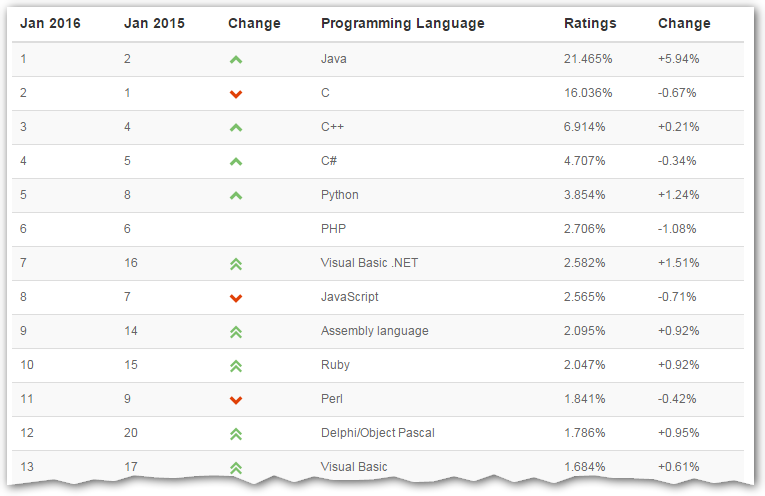 Jan 2016 Jan 2015 Change Programming Language Ratings Change
1 2 Java 21.465% +5.94%
2 1 C 16.036% -0.67%
3 4 C++ 6.914% +0.21%
4 5 C# 4.707% -0.34%
5 8 Python 3.854% +1.24%
6 6 PHP 2.706% -1.08%
7 16 Visual Basic .NET 2.582% +1.51%
8 7 JavaScript 2.565% -0.71%
9 14 Assembly language 2.095% +0.92%
10 15 Ruby 2.047% +0.92%
11 9 Perl 1.841% -0.42%
12 20 Delphi/Object Pascal 1.786% +0.95%
13 17 Visual Basic 1.684% +0.61%